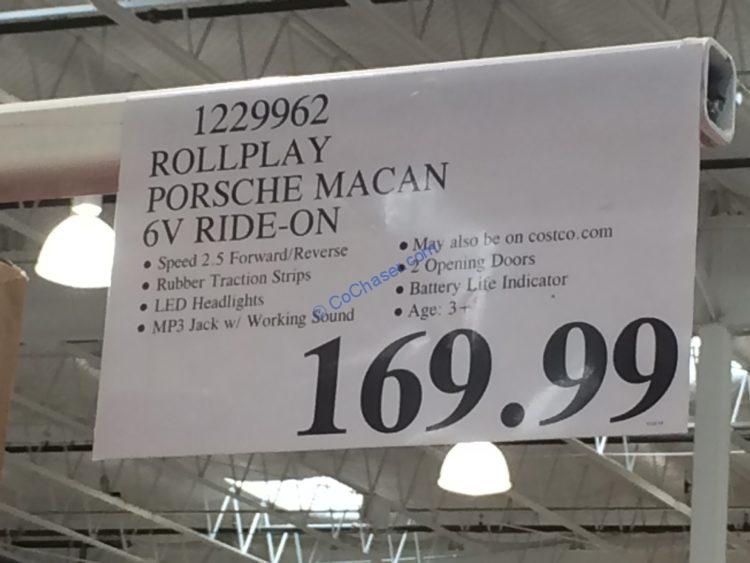 1229962
ROLLPLAY
PORSCHE MACAN
6V RIDE-ON
• Speed 2.5 Forward/Reverse
• Rubber Traction Strips
• LED Headlights
• MP3 Jack w/ Working Sound
• May also be on costco.com
• 2 Opening Doors
• Battery Life Indicator
• Age: 3+
169.99
© CoChaser.com